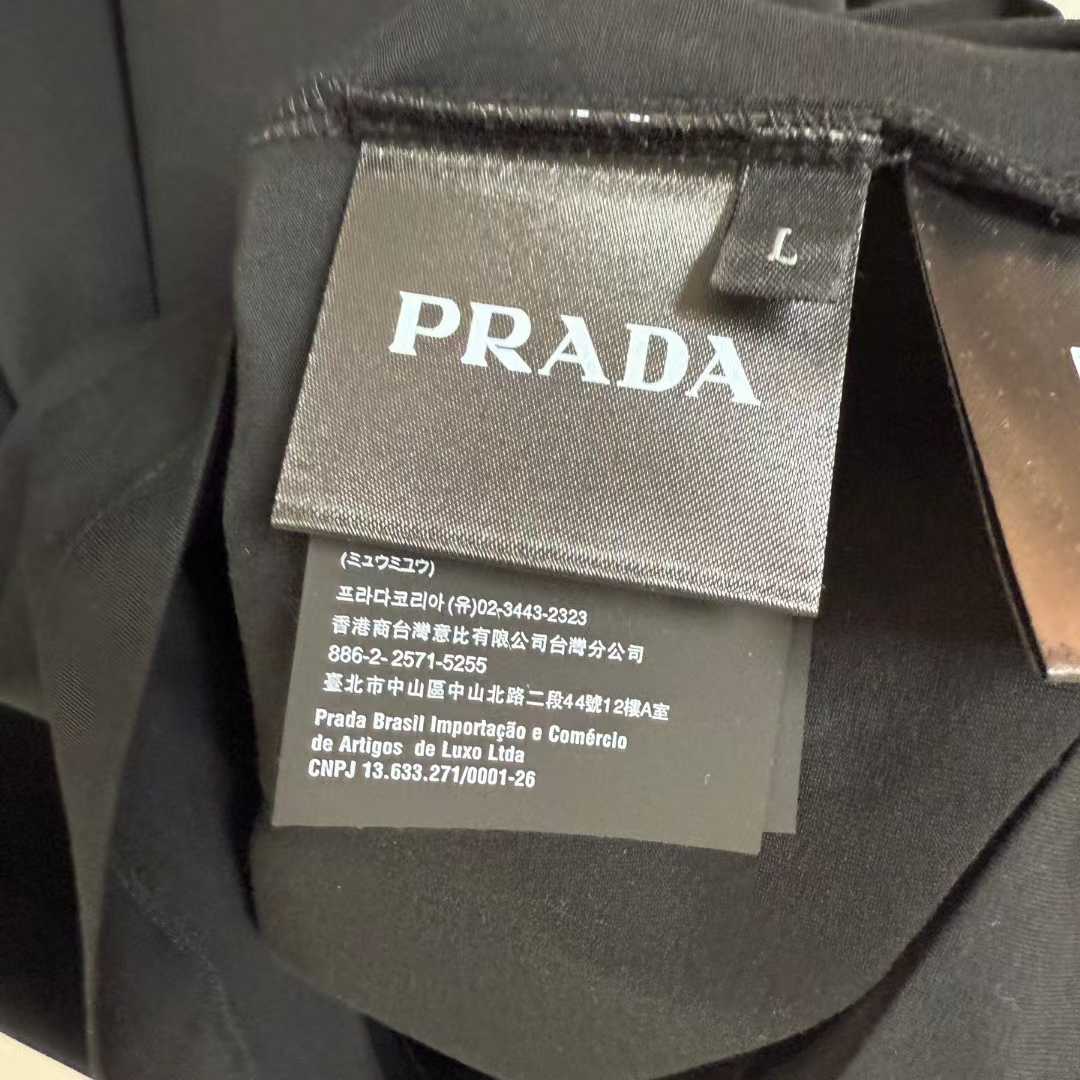 L
PRADA
(ミュウミュウ)
프라다코리아(유)02-3443-2323
香港商台灣意比有限公司台灣分公司
886-2- 2571-5255
臺北市中山區中山北路二段44號12樓A室
Prada Brasil Importação e Comércio
de Artigos de Luxo Ltda
CNPJ 13.633.271/0001-26